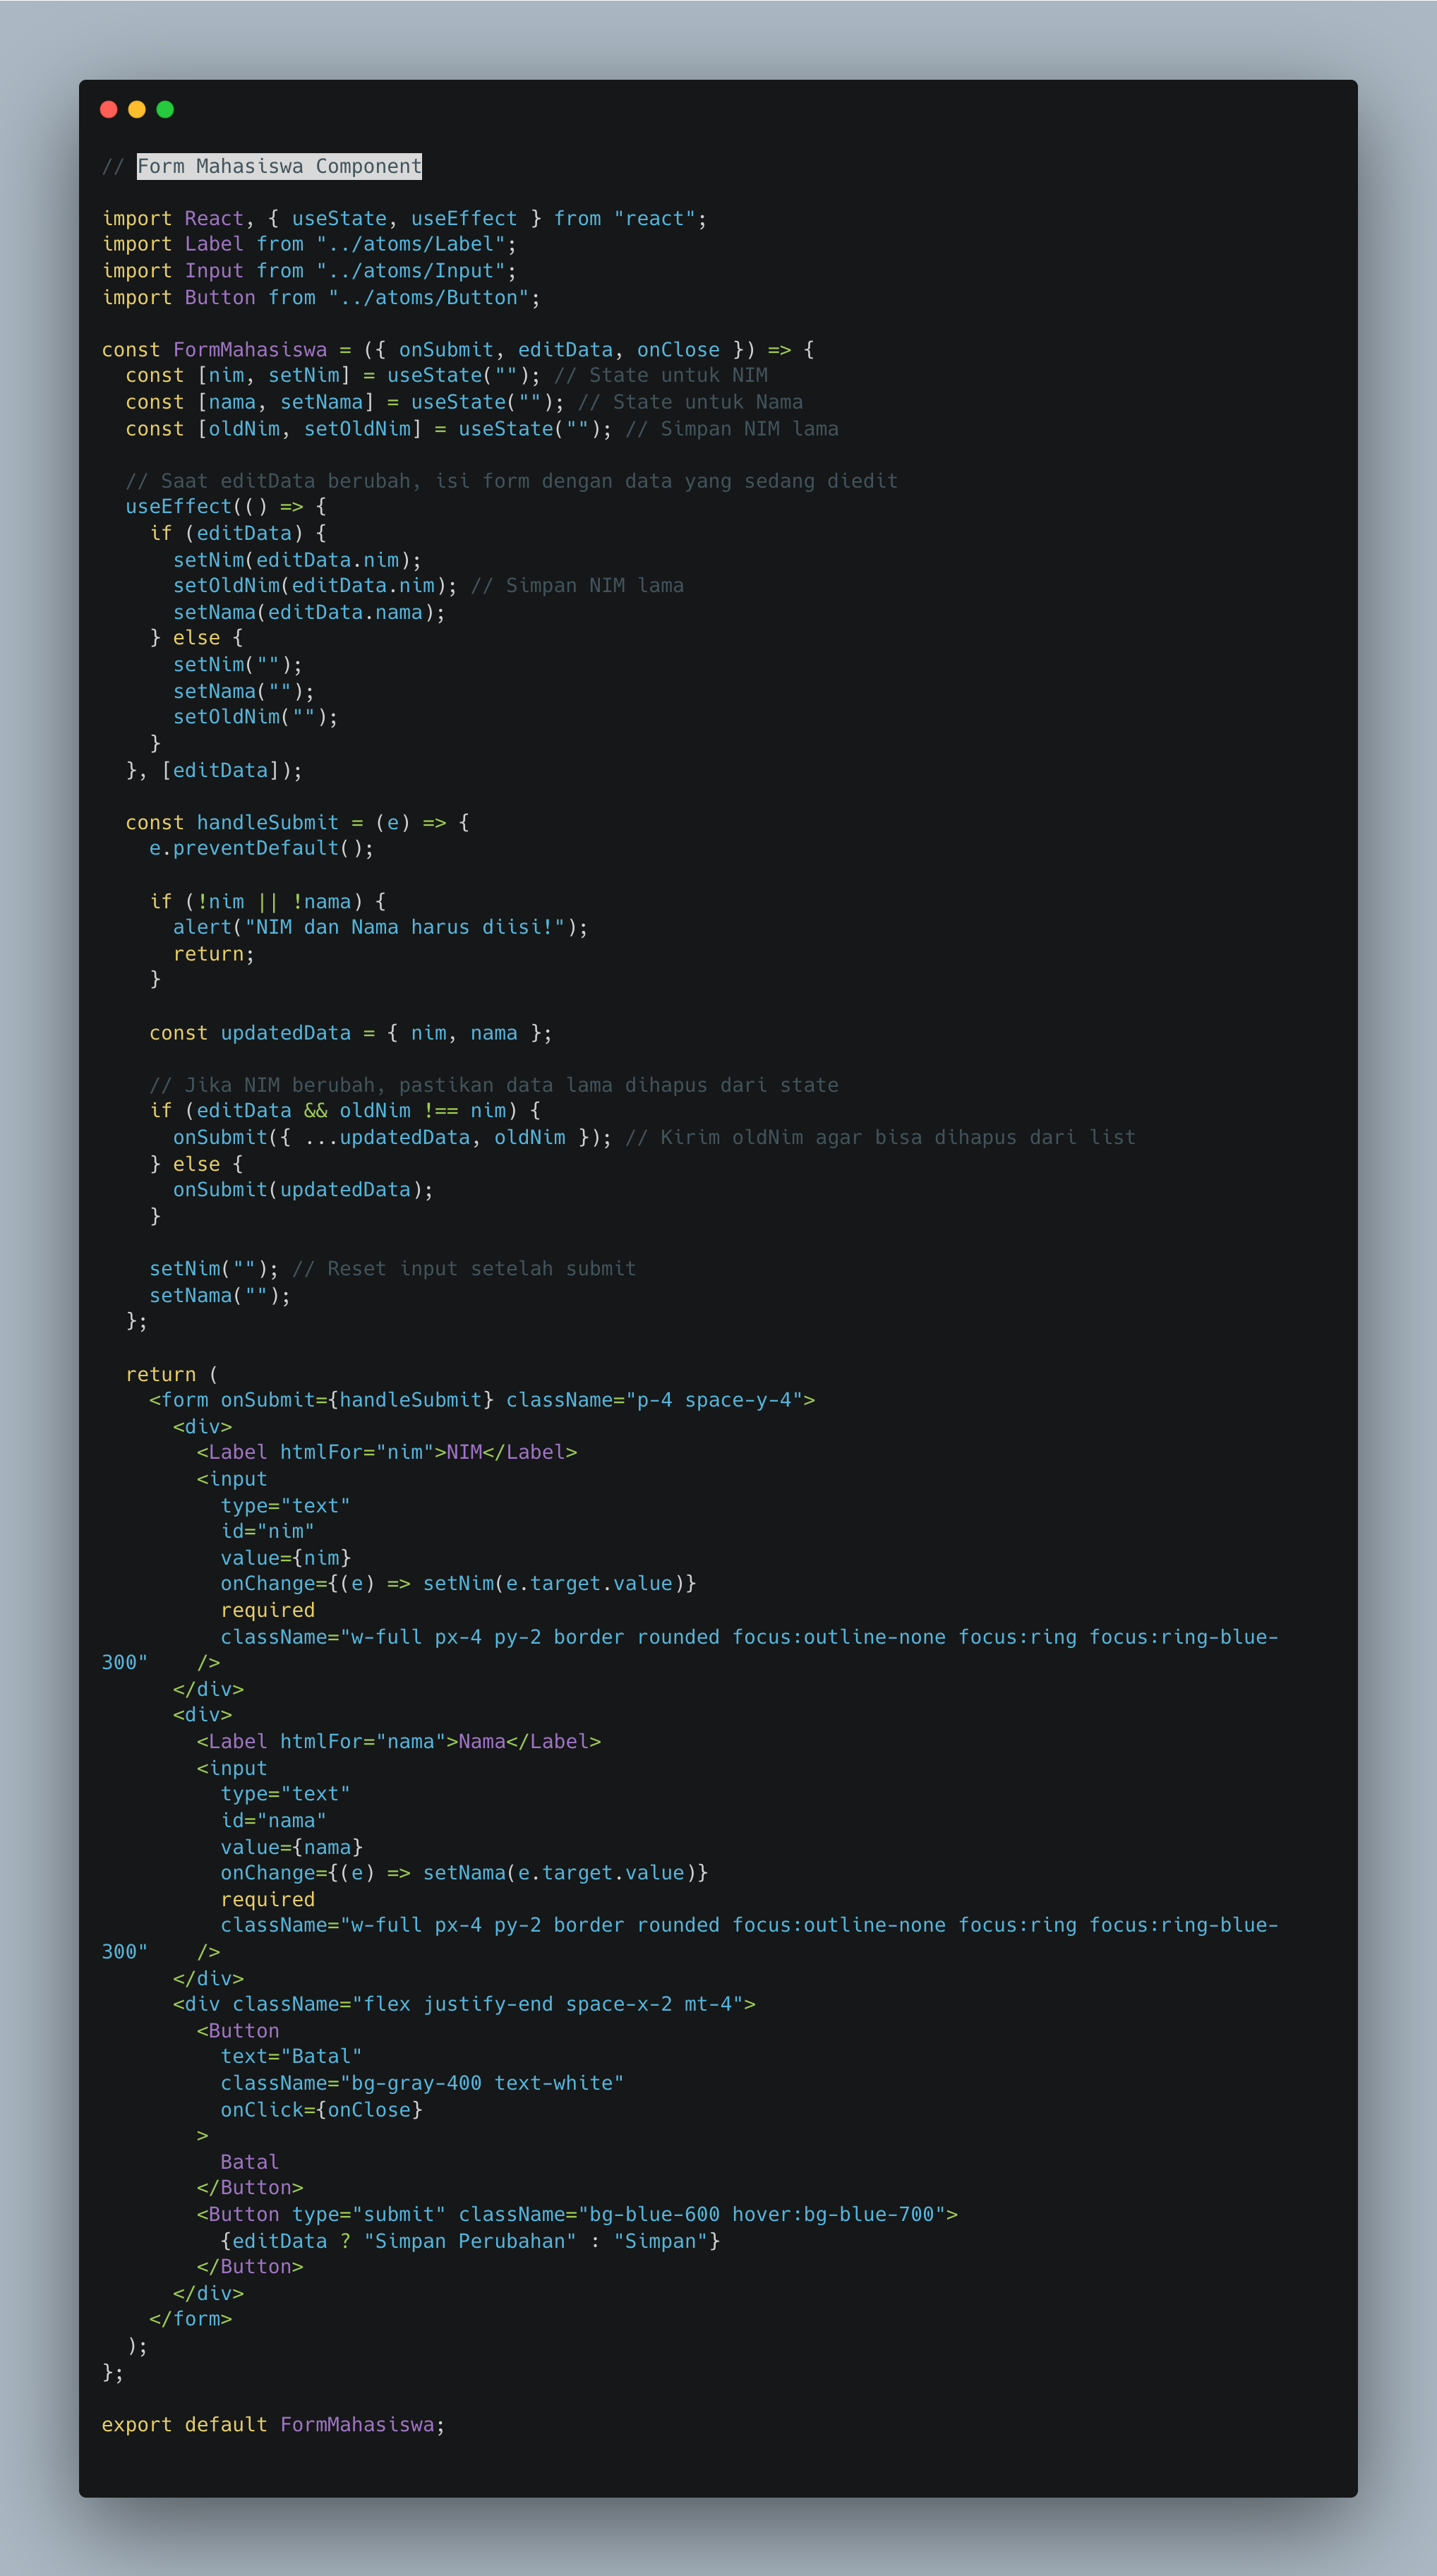 // Form Mahasiswa Component

import React, { useState, useEffect } from "react";
import Label from "../atoms/Label";
import Input from "../atoms/Input";
import Button from "../atoms/Button";

const FormMahasiswa = ({ onSubmit, editData, onClose }) => {
  const [nim, setNim] = useState(""); // State untuk NIM
  const [nama, setNama] = useState(""); // State untuk Nama
  const [oldNim, setOldNim] = useState(""); // Simpan NIM lama

  // Saat editData berubah, isi form dengan data yang sedang diedit
  useEffect(() => {
    if (editData) {
      setNim(editData.nim);
      setOldNim(editData.nim); // Simpan NIM lama
      setNama(editData.nama);
    } else {
      setNim("");
      setNama("");
      setOldNim("");
    }
  }, [editData]);

  const handleSubmit = (e) => {
    e.preventDefault();

    if (!nim || !nama) {
      alert("NIM dan Nama harus diisi!");
      return;
    }

    const updatedData = { nim, nama };

    // Jika NIM berubah, pastikan data lama dihapus dari state
    if (editData && oldNim !== nim) {
      onSubmit({ ...updatedData, oldNim }); // Kirim oldNim agar bisa dihapus dari list
    } else {
      onSubmit(updatedData);
    }

    setNim(""); // Reset input setelah submit
    setNama("");
  };

  return (
    <form onSubmit={handleSubmit} className="p-4 space-y-4">
      <div>
        <Label htmlFor="nim">NIM</Label>
        <input
          type="text"
          id="nim"
          value={nim}
          onChange={(e) => setNim(e.target.value)}
          required
          className="w-full px-4 py-2 border rounded focus:outline-none focus:ring focus:ring-blue-
300"    />
      </div>
      <div>
        <Label htmlFor="nama">Nama</Label>
        <input
          type="text"
          id="nama"
          value={nama}
          onChange={(e) => setNama(e.target.value)}
          required
          className="w-full px-4 py-2 border rounded focus:outline-none focus:ring focus:ring-blue-
300"    />
      </div>
      <div className="flex justify-end space-x-2 mt-4">
        <Button
          text="Batal"
          className="bg-gray-400 text-white"
          onClick={onClose}
        >
          Batal
        </Button>
        <Button type="submit" className="bg-blue-600 hover:bg-blue-700">
          {editData ? "Simpan Perubahan" : "Simpan"}
        </Button>
      </div>
    </form>
  );
};

export default FormMahasiswa;